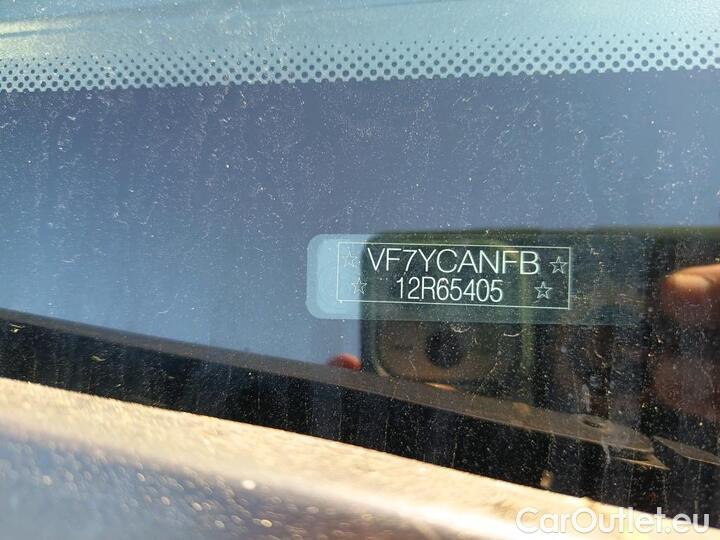 ☆ VF7YCANFB ☆
☆ 12R65405 ☆
CarOutlet.eu